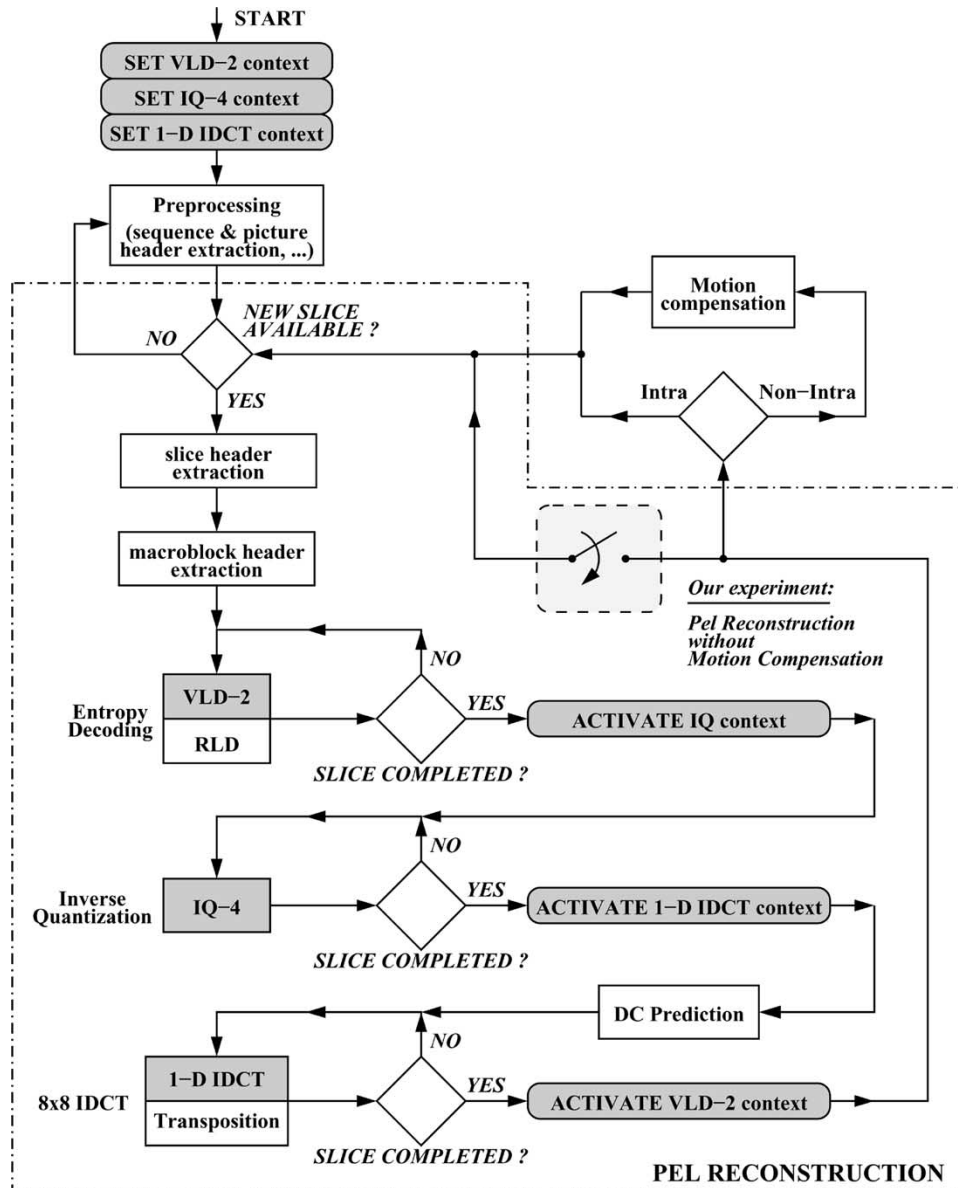 START
SET VLD−2 context
SET IQ−4 context
SET 1−D IDCT context
Preprocessing
(sequence & picture
header extraction, ...)
NEW SLICE
AVAILABLE ?
NO
YES
Motion
compensation
Intra
Non−Intra
slice header
extraction
macroblock header
extraction
Our experiment:
Pel Reconstruction
without
Motion Compensation
Entropy
Decoding
VLD−2
RLD
NO
YES
SLICE COMPLETED ?
ACTIVATE IQ context
Inverse
Quantization
IQ−4
NO
YES
SLICE COMPLETED ?
ACTIVATE 1−D IDCT context
DC Prediction
8x8 IDCT
1−D IDCT
Transposition
NO
YES
SLICE COMPLETED ?
ACTIVATE VLD−2 context
PEL RECONSTRUCTION